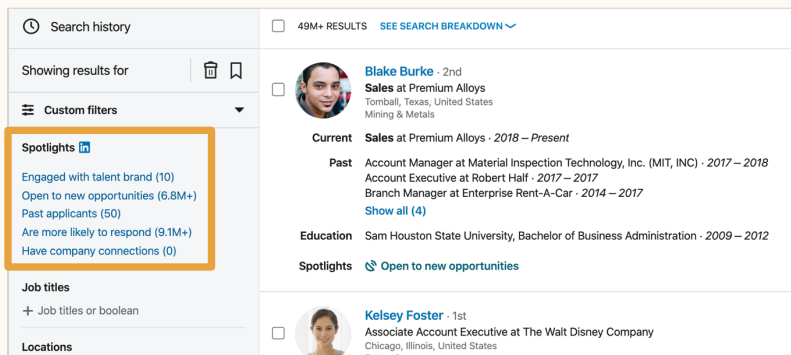 Search history
Showing results for
Custom filters
Spotlights in
Engaged with talent brand (10)
Open to new opportunities (6.8M+)
Past applicants (50)
Are more likely to respond (9.1M+)
Have company connections (0)
Job titles
+ Job titles or boolean
Locations
49M+ RESULTS SEE SEARCH BREAKDOWN
Blake Burke · 2nd
Sales at Premium Alloys
Tomball, Texas, United States
Mining & Metals
Current Sales at Premium Alloys · 2018 – Present
Past Account Manager at Material Inspection Technology, Inc. (MIT, INC) · 2017 – 2018
Account Executive at Robert Half · 2017 – 2017
Branch Manager at Enterprise Rent-A-Car · 2014 – 2017
Show all (4)
Education Sam Houston State University, Bachelor of Business Administration · 2009 – 2012
Spotlights Open to new opportunities
Kelsey Foster · 1st
Associate Account Executive at The Walt Disney Company
Chicago, Illinois, United States